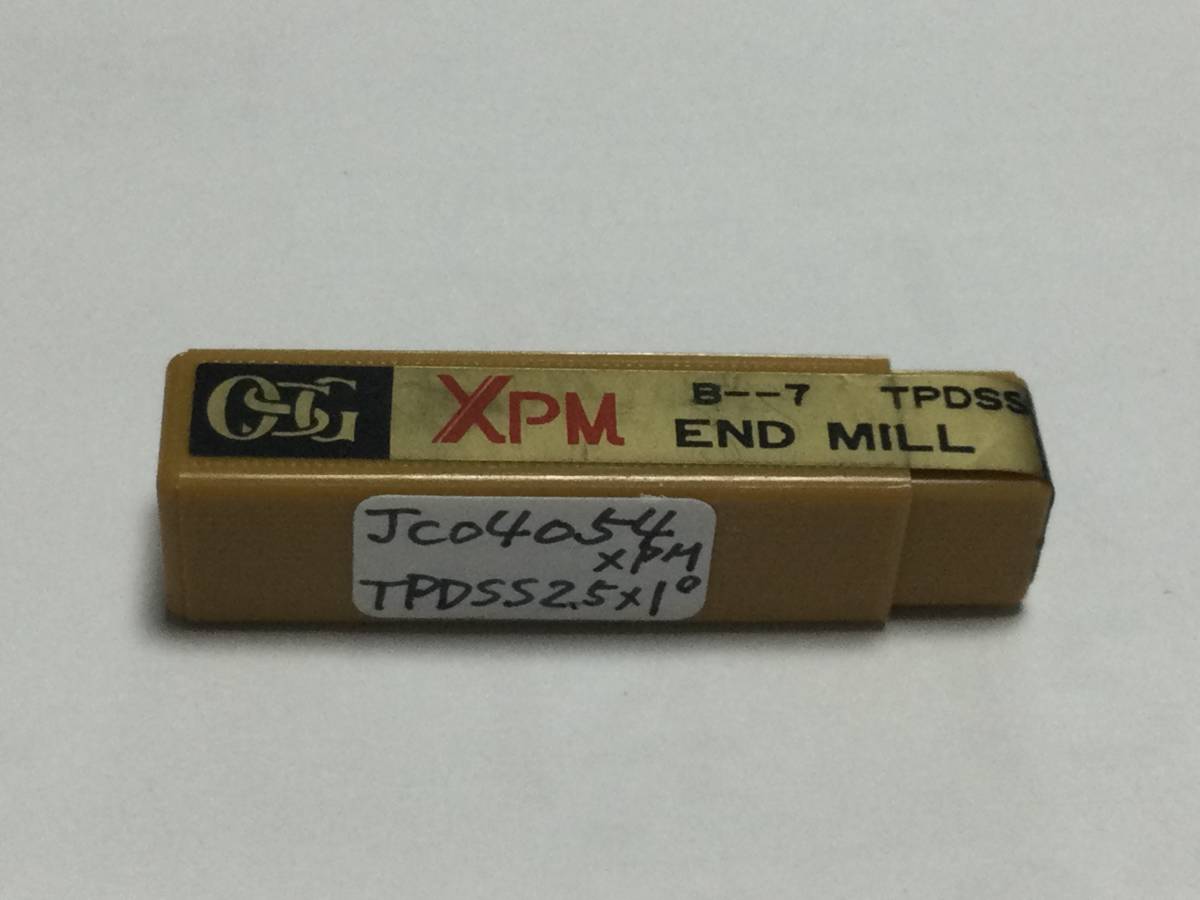 OSG XPM B--7 TPDSS
END MILL
JC04054
XPM
TPDSS2.5×1°